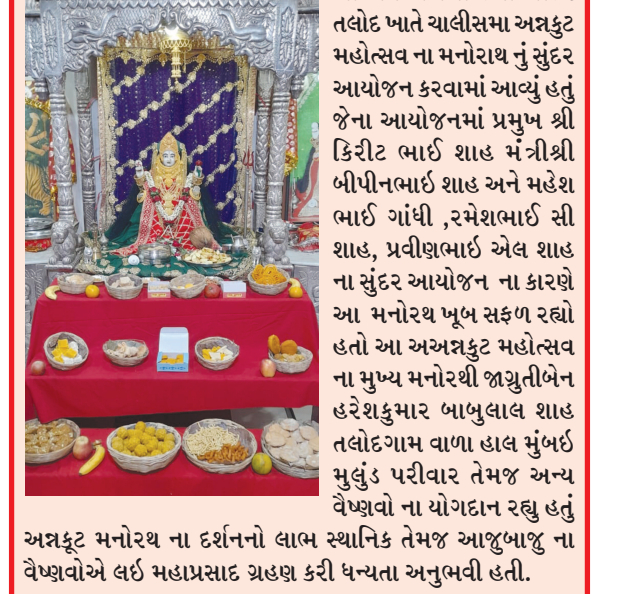 તલોદ ખાતે ચાલીસમા અન્નકુટ
મહોત્સવ ના મનોરાથ નું સુંદર
આયોજન કરવામાં આવ્યું હતું
જેના આયોજનમાં પ્રમુખ શ્રી
કિરીટ ભાઈ શાહ મંત્રીશ્રી
બીપીનભાઇ શાહ અને મહેશ
ભાઈ ગાંધી ,રમેશભાઈ સી
શાહ, પ્રવીણભાઇ એલ શાહ
ના સુંદર આયોજન ના કારણે
આ મનોરથ ખૂબ સફળ રહ્યો
હતો આ અઅન્નકુટ મહોત્સવ
ના મુખ્ય મનોરથી જાગ્રુતીબેન
હરેશકુમાર બાબુલાલ શાહ
તલોદગામ વાળા હાલ મુંબઇ
મુલુંડ પરીવાર તેમજ અન્ય
વૈષ્ણવો ના યોગદાન રહ્યુ હતું
અન્નકૂટ મનોરથ ના દર્શનનો લાભ સ્થાનિક તેમજ આજુબાજુ ના
વૈષ્ણવોએ લઇ મહાપ્રસાદ ગ્રહણ કરી ધન્યતા અનુભવી હતી.